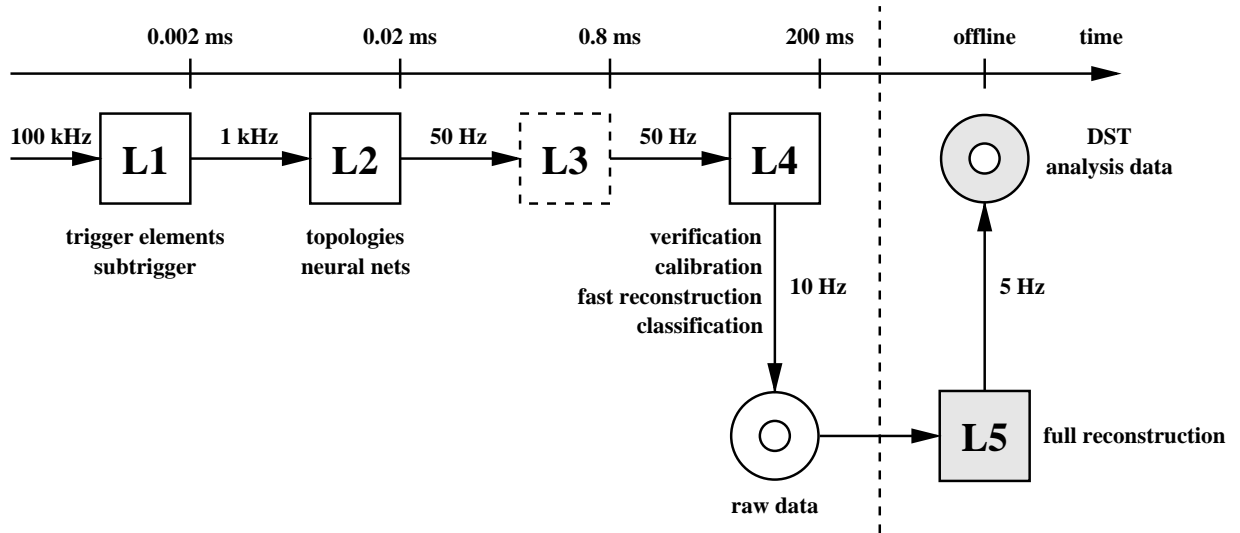 0.002 ms 0.02 ms 0.8 ms 200 ms offline time
100 kHz 1 kHz 50 Hz 50 Hz
L1 L2 L3 L4
DST
analysis data
trigger elements
subtrigger
topologies
neural nets
verification
calibration
fast reconstruction
classification
10 Hz
5 Hz
L5
full reconstruction
raw data